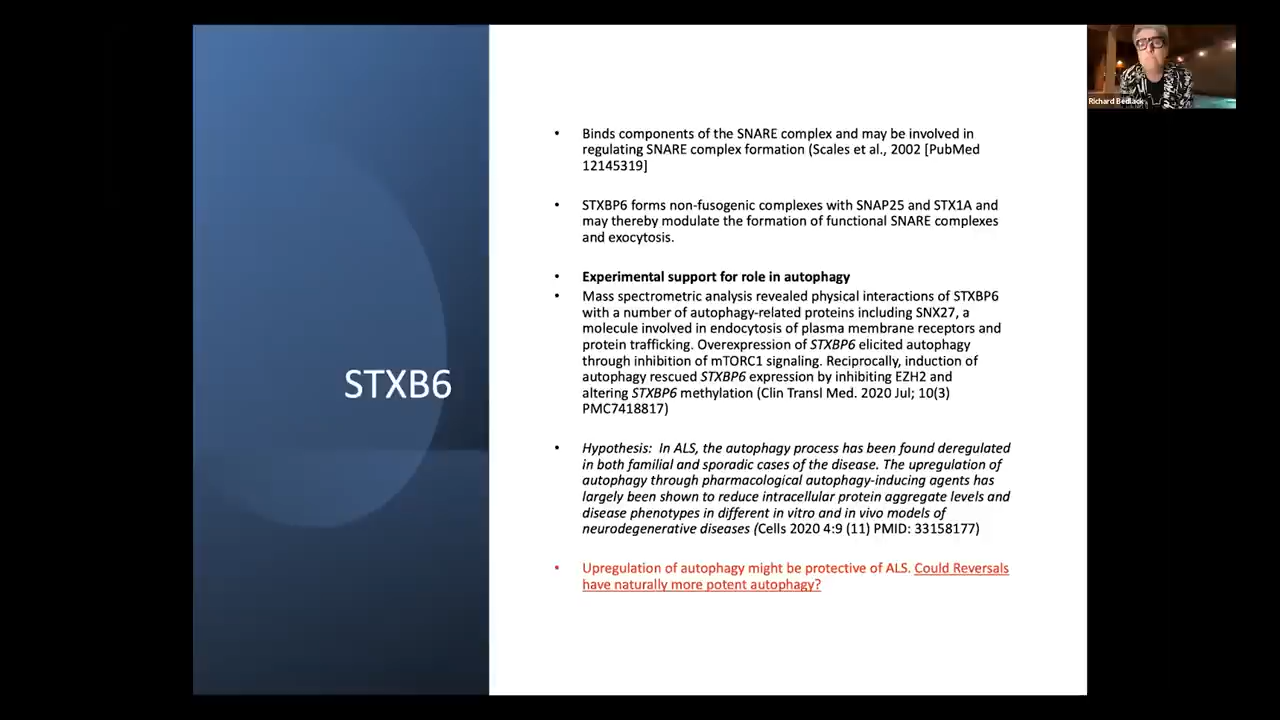 Richard Bedlack
Binds components of the SNARE complex and may be involved in
regulating SNARE complex formation (Scales et al., 2002 [PubMed
12145319]
STXBP6 forms non-fusogenic complexes with SNAP25 and STX1A and
may thereby modulate the formation of functional SNARE complexes
and exocytosis.
Experimental support for role in autophagy
Mass spectrometric analysis revealed physical interactions of STXBP6
with a number of autophagy-related proteins including SNX27, a
molecule involved in endocytosis of plasma membrane receptors and
protein trafficking. Overexpression of STXBP6 elicited autophagy
through inhibition of mTORC1 signaling. Reciprocally, induction of
autophagy rescued STXBP6 expression by inhibiting EZH2 and
altering STXBP6 methylation (Clin Transl Med. 2020 Jul; 10(3)
PMC7418817)
STXB6
Hypothesis: In ALS, the autophagy process has been found deregulated
in both familial and sporadic cases of the disease. The upregulation of
autophagy through pharmacological autophagy-inducing agents has
largely been shown to reduce intracellular protein aggregate levels and
disease phenotypes in different in vitro and in vivo models of
neurodegenerative diseases (Cells 2020 4:9 (11) PMID: 33158177)
Upregulation of autophagy might be protective of ALS. Could Reversals
have naturally more potent autophagy?